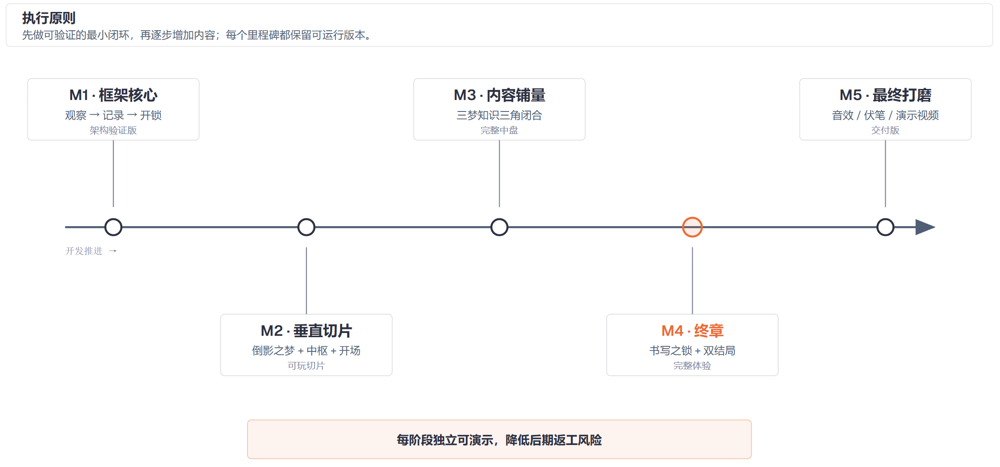 执行原则
先做可验证的最小闭环，再逐步增加内容；每个里程碑都保留可运行版本。
M1 · 框架核心
观察 → 记录 → 开锁
架构验证版
M3 · 内容铺量
三梦知识三角闭合
完整中盘
M5 · 最终打磨
音效 / 伏笔 / 演示视频
交付版
开发推进 →
M2 · 垂直切片
倒影之梦 + 中枢 + 开场
可玩切片
M4 · 终章
书写之锁 + 双结局
完整体验
每阶段独立可演示，降低后期返工风险